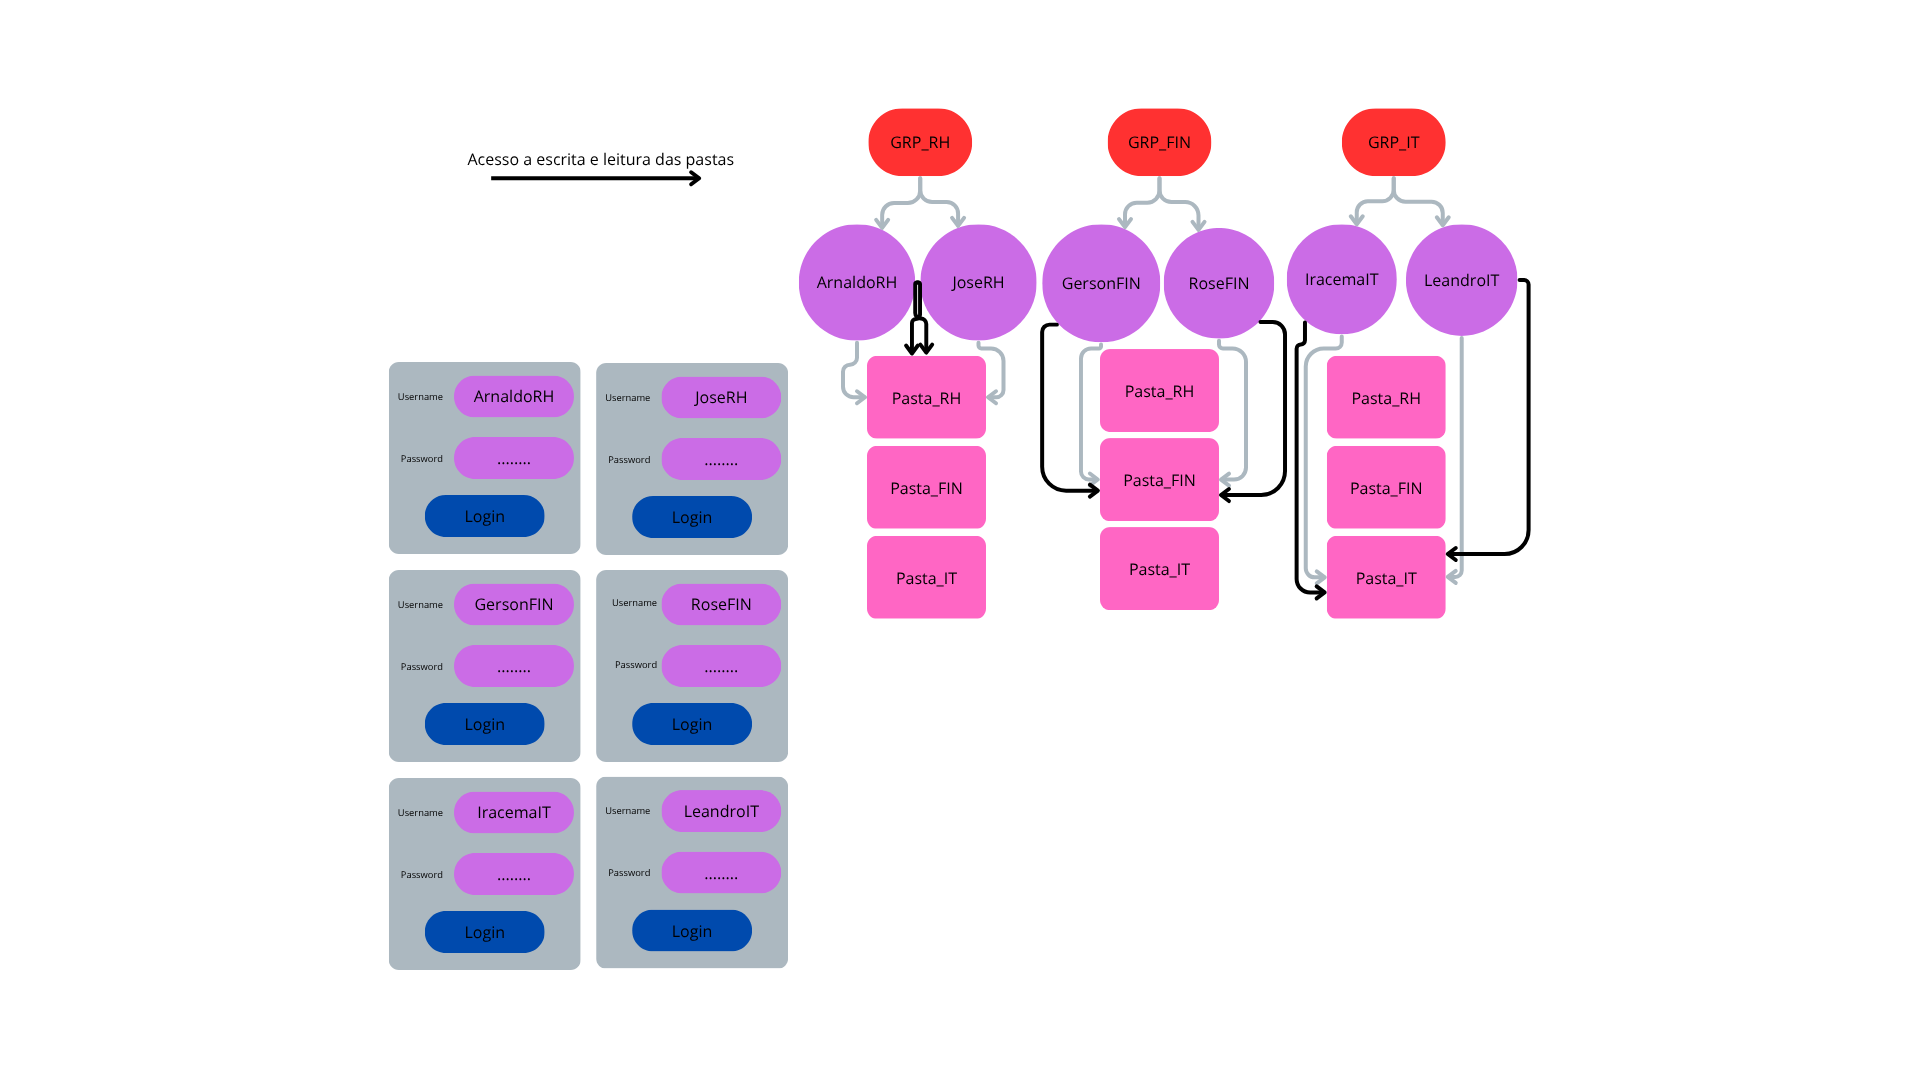 Acesso a escrita e leitura das pastas
GRP_RH
GRP_FIN
GRP_IT
ArnaldoRH
JoseRH
GersonFIN
RoseFIN
IracemaIT
LeandroIT
Pasta_RH
Pasta_FIN
Pasta_IT
Pasta_RH
Pasta_FIN
Pasta_IT
Pasta_RH
Pasta_FIN
Pasta_IT
Username ArnaldoRH
Password ........
Login
Username JoseRH
Password ........
Login
Username GersonFIN
Password ........
Login
Username RoseFIN
Password ........
Login
Username IracemaIT
Password ........
Login
Username LeandroIT
Password ........
Login